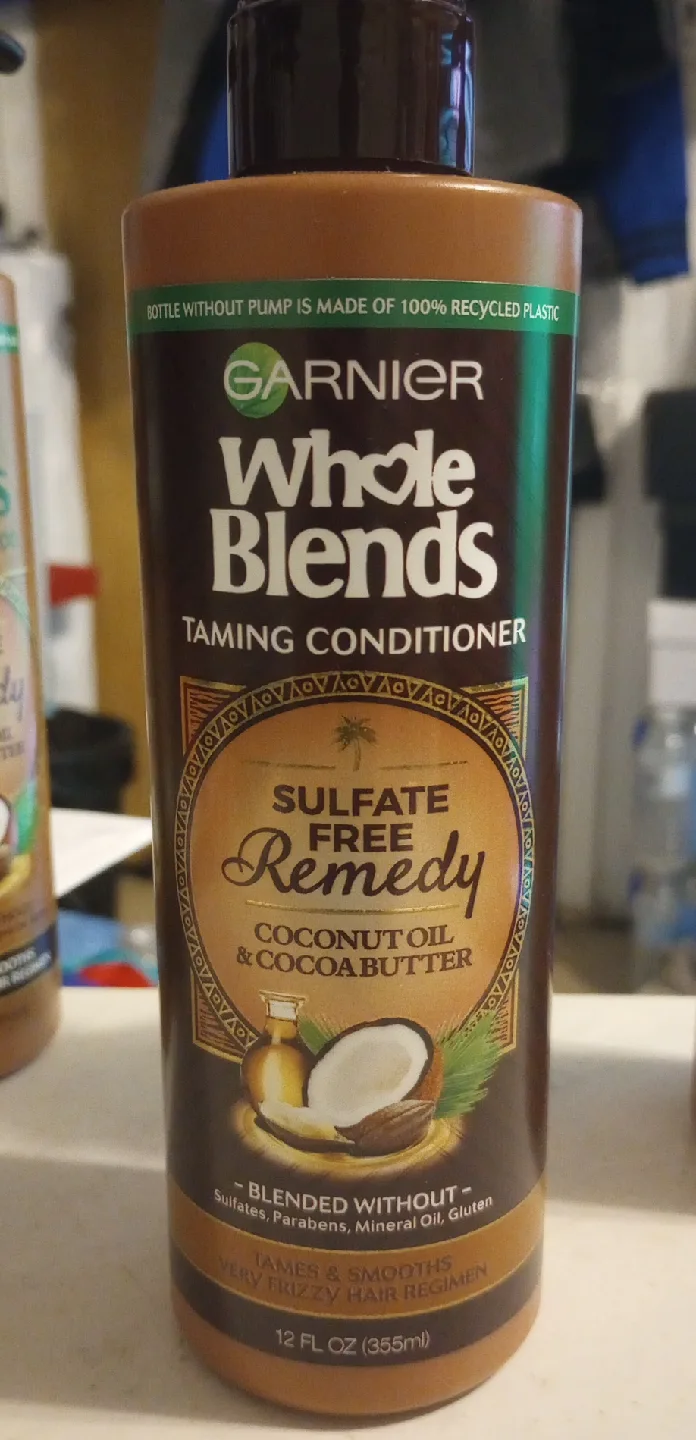 BOTTLE WITHOUT PUMP IS MADE OF 100% RECYCLED PLASTIC
GARNIER
Whole
Blends
TAMING CONDITIONER
SULFATE
FREE
Remedy
COCONUT OIL
& COCOA BUTTER
- BLENDED WITHOUT -
Sulfates, Parabens, Mineral Oil, Gluten
TAMES & SMOOTHS
VERY FRIZZY HAIR REGIMEN
12 FL OZ (355ml)